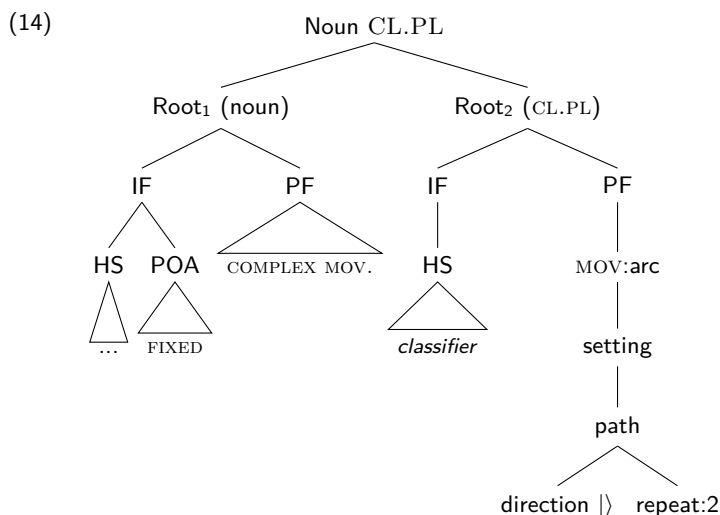 (14)
Noun CL.PL
Root₁ (noun) Root₂ (CL.PL)
IF PF IF PF
HS POA COMPLEX MOV. HS MOV:arc
... FIXED classifier setting
path
direction |⟩ repeat:2